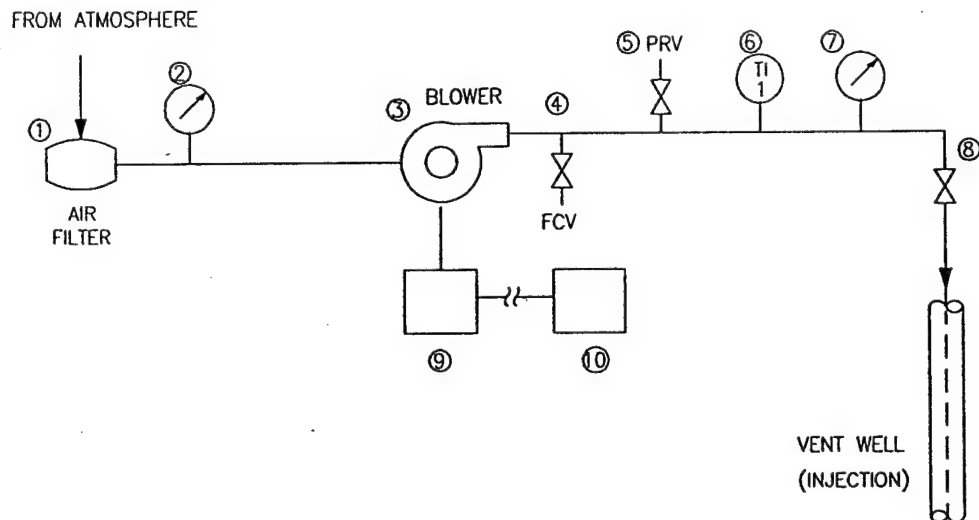 FROM ATMOSPHERE
①
②
③ BLOWER
④
⑤ PRV
⑥
⑦
TI
1
⑧
AIR
FILTER
FCV
⑨
⑩
VENT WELL
(INJECTION)